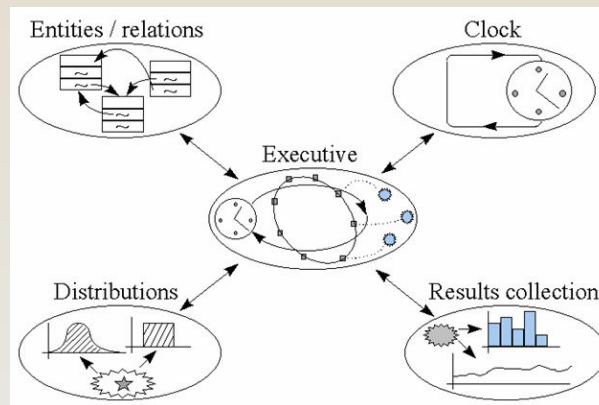 Entities / relations
Clock
Executive
Distributions
Results collection